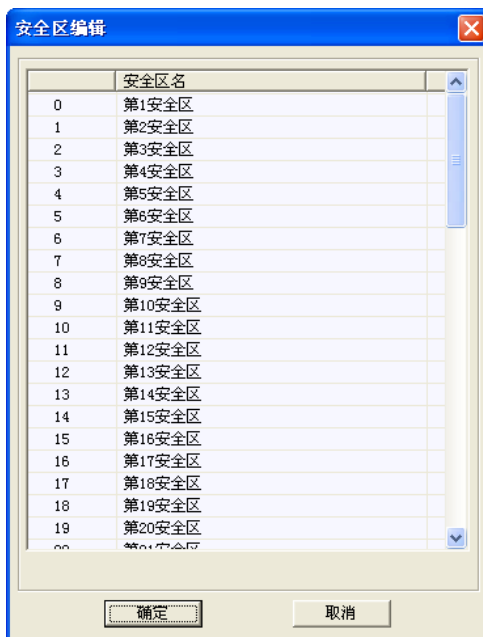 安全区编辑
安全区名
0 第1安全区
1 第2安全区
2 第3安全区
3 第4安全区
4 第5安全区
5 第6安全区
6 第7安全区
7 第8安全区
8 第9安全区
9 第10安全区
10 第11安全区
11 第12安全区
12 第13安全区
13 第14安全区
14 第15安全区
15 第16安全区
16 第17安全区
17 第18安全区
18 第19安全区
19 第20安全区
确定 取消